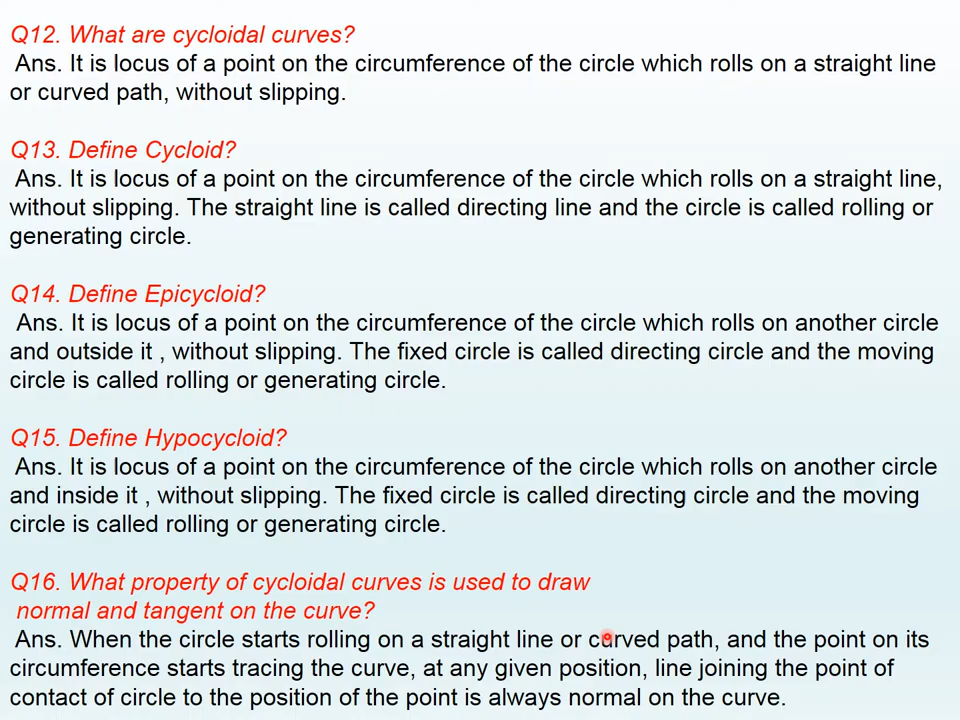 Q12. What are cycloidal curves?
Ans. It is locus of a point on the circumference of the circle which rolls on a straight line
or curved path, without slipping.
Q13. Define Cycloid?
Ans. It is locus of a point on the circumference of the circle which rolls on a straight line,
without slipping. The straight line is called directing line and the circle is called rolling or
generating circle.
Q14. Define Epicycloid?
Ans. It is locus of a point on the circumference of the circle which rolls on another circle
and outside it , without slipping. The fixed circle is called directing circle and the moving
circle is called rolling or generating circle.
Q15. Define Hypocycloid?
Ans. It is locus of a point on the circumference of the circle which rolls on another circle
and inside it , without slipping. The fixed circle is called directing circle and the moving
circle is called rolling or generating circle.
Q16. What property of cycloidal curves is used to draw
normal and tangent on the curve?
Ans. When the circle starts rolling on a straight line or curved path, and the point on its
circumference starts tracing the curve, at any given position, line joining the point of
contact of circle to the position of the point is always normal on the curve.